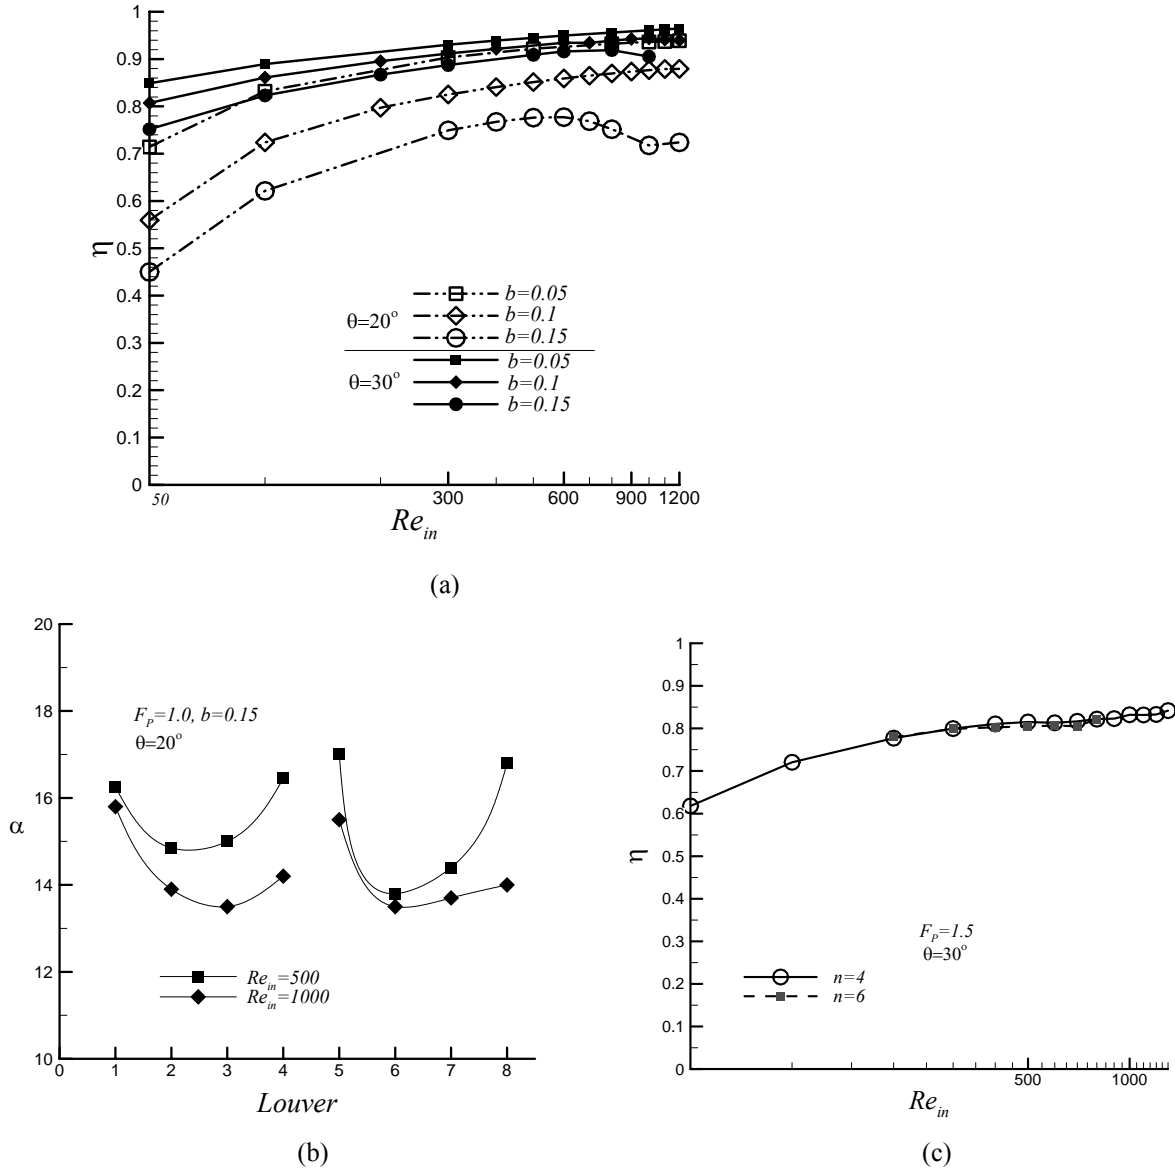 1
0.9
0.8
0.7
0.6
0.5
η
0.4
0.3
0.2
0.1
0
50
300
600
900
1200
Re_in
b=0.05
b=0.1
b=0.15
θ=20°
b=0.05
b=0.1
b=0.15
θ=30°
(a)
20
18
16
α
14
12
10
0 1 2 3 4 5 6 7 8
F_P=1.0, b=0.15
θ=20°
Re_in=500
Re_in=1000
Louver
(b)
1
0.9
0.8
0.7
0.6
η
0.5
0.4
0.3
0.2
0.1
0
500 1000
F_P=1.5
θ=30°
n=4
n=6
Re_in
(c)